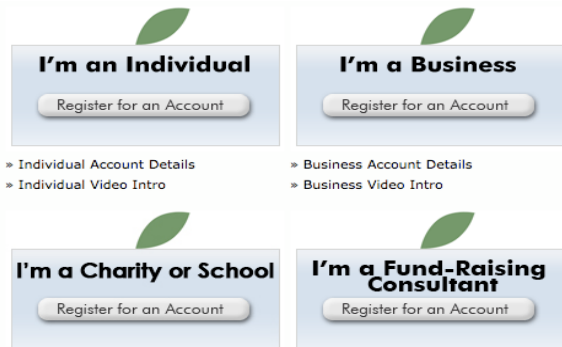 I'm an Individual
Register for an Account
» Individual Account Details
» Individual Video Intro
I'm a Business
Register for an Account
» Business Account Details
» Business Video Intro
I'm a Charity or School
Register for an Account
I'm a Fund-Raising
Consultant
Register for an Account